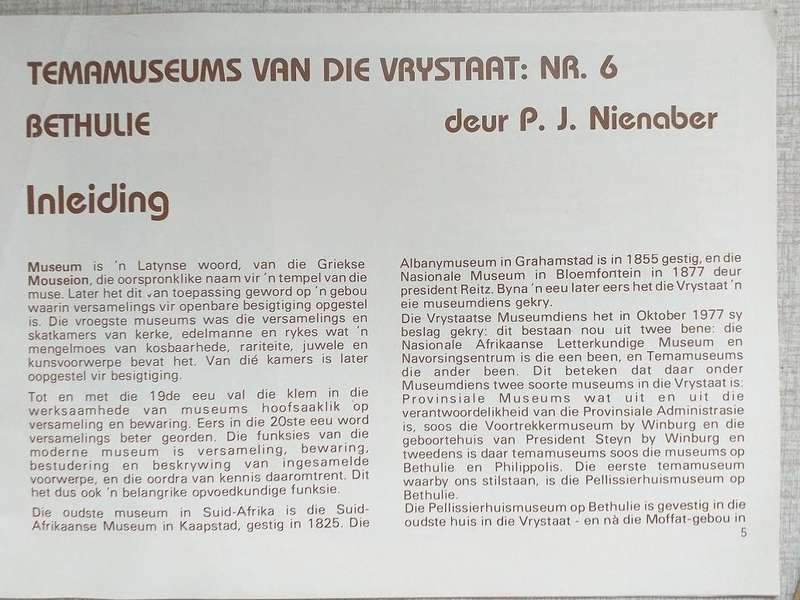 TEMAMUSEUMS VAN DIE VRYSTAAT: NR. 6
BETHULIE deur P. J. Nienaber
Inleiding
Museum is 'n Latynse woord, van die Griekse
Mouseion, die oorspronklike naam vir 'n tempel van die
muse. Later het dit van toepassing geword op 'n gebou
waarin versamelings vir openbare besigtiging opgestel
is. Die vroegste museums was die versamelings en
skatkamers van kerke, edelmanne en rykes wat 'n
mengelmoes van kosbaarhede, rariteite, juwele en
kunsvoorwerpe bevat het. Van dié kamers is later
oopgestel vir besigtiging.
Tot en met die 19de eeu val die klem in die
werksaamhede van museums hoofsaaklik op
versameling en bewaring. Eers in die 20ste eeu word
versamelings beter georden. Die funksies van die
moderne museum is versameling, bewaring,
bestudering en beskrywing van ingesamelde
voorwerpe, en die oordra van kennis daaromtrent. Dit
het dus ook 'n belangrike opvoedkundige funksie.
Die oudste museum in Suid-Afrika is die Suid-
Afrikaanse Museum in Kaapstad, gestig in 1825. Die
Albanymuseum in Grahamstad is in 1855 gestig, en die
Nasionale Museum in Bloemfontein in 1877 deur
president Reitz. Byna 'n eeu later eers het die Vrystaat 'n
eie museumdiens gekry.
Die Vrystaatse Museumdiens het in Oktober 1977 sy
beslag gekry: dit bestaan nou uit twee bene: die
Nasionale Afrikaanse Letterkundige Museum en
Navorsingsentrum is die een been, en Temamuseums
die ander been. Dit beteken dat daar onder
Museumdiens twee soorte museums in die Vrystaat is:
Provinsiale Museums wat uit en uit die
verantwoordelikheid van die Provinsiale Administrasie
is, soos die Voortrekkermuseum by Winburg en die
geboortehuis van President Steyn by Winburg en
tweedens is daar temamuseums soos die museums op
Bethulie en Philippolis. Die eerste temamuseum
waarby ons stilstaan, is die Pellissierhuismuseum op
Bethulie.
Die Pellissierhuismuseum op Bethulie is gevestig in die
oudste huis in die Vrystaat - en nà die Moffat-gebou in
5